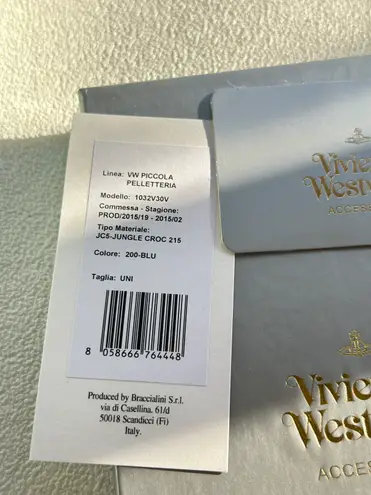 Linea: VW PICCOLA
PELLETTERIA
Modello: 1032V30V
Commessa - Stagione:
PROD/2015/19 - 2015/02
Tipo Materiale:
JC5-JUNGLE CROC 215
Colore: 200-BLU
Taglia: UNI
8 058666 764448
Produced by Braccialini S.r.l.
via di Casellina. 61/d
50018 Scandicci (Fi)
Italy.
Vivie
Westw
ACCES
Vivie
West
ACCE